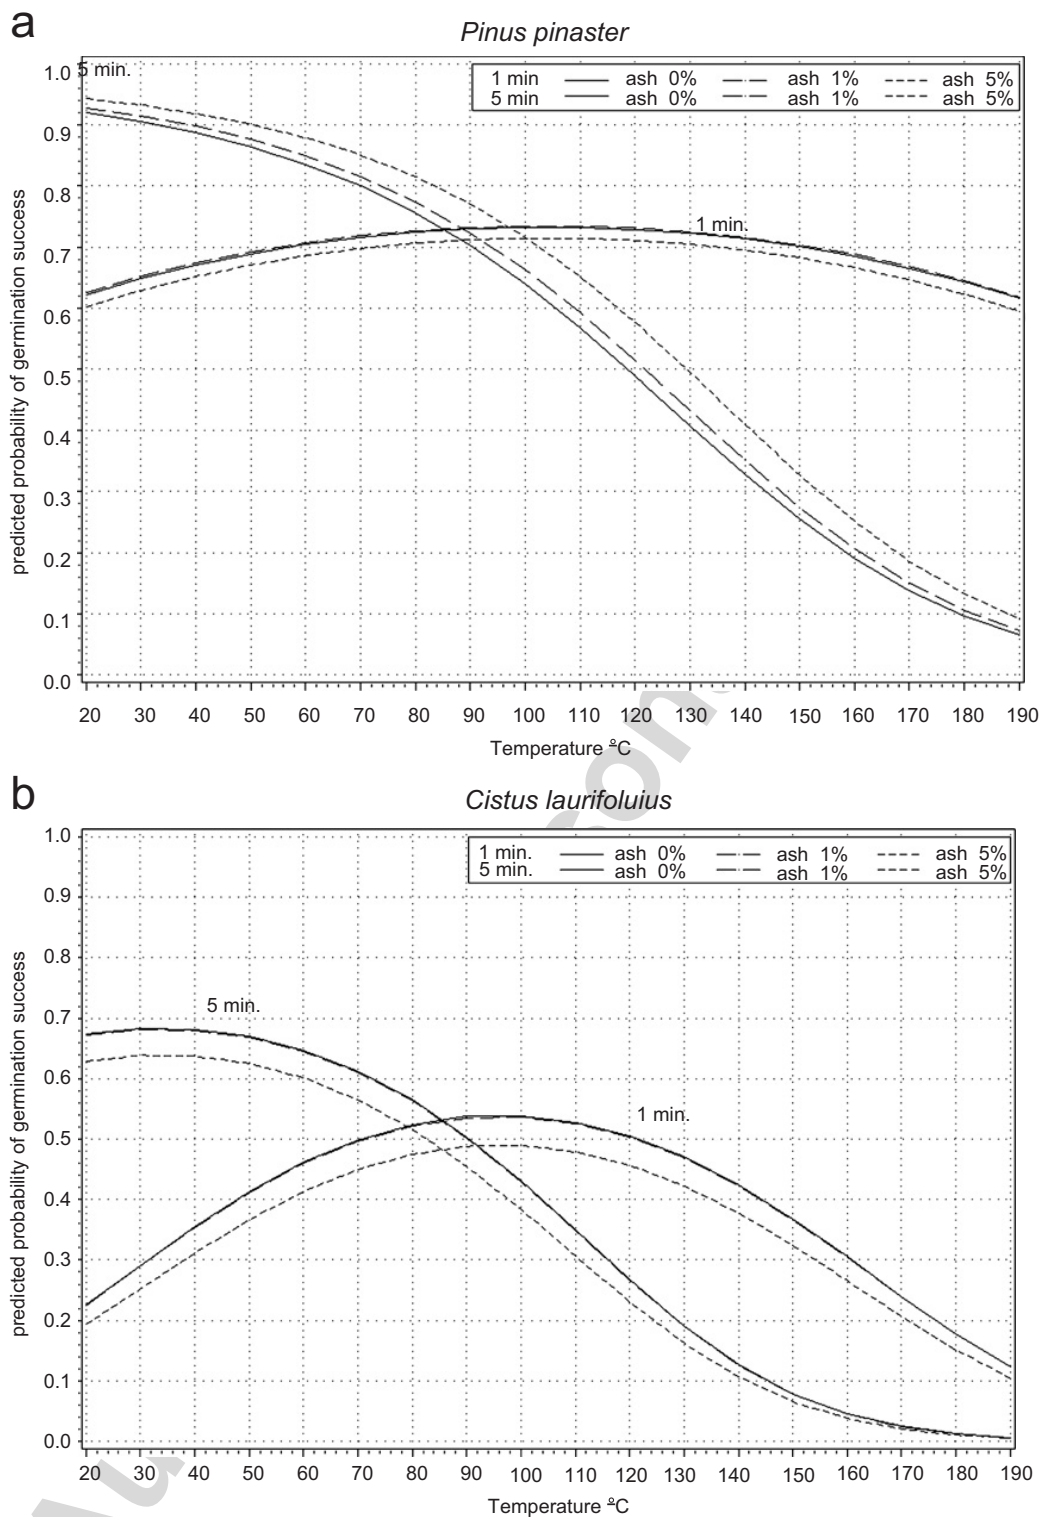 a
Pinus pinaster
1 min ash 0% ash 1% ash 5%
5 min ash 0% ash 1% ash 5%
5 min.
1 min.
predicted probability of germination success
1.0
0.9
0.8
0.7
0.6
0.5
0.4
0.3
0.2
0.1
0.0
20 30 40 50 60 70 80 90 100 110 120 130 140 150 160 170 180 190
Temperature ºC
b
Cistus laurifoluius
1 min. ash 0% ash 1% ash 5%
5 min. ash 0% ash 1% ash 5%
5 min.
1 min.
predicted probability of germination success
1.0
0.9
0.8
0.7
0.6
0.5
0.4
0.3
0.2
0.1
0.0
20 30 40 50 60 70 80 90 100 110 120 130 140 150 160 170 180 190
Temperature ºC